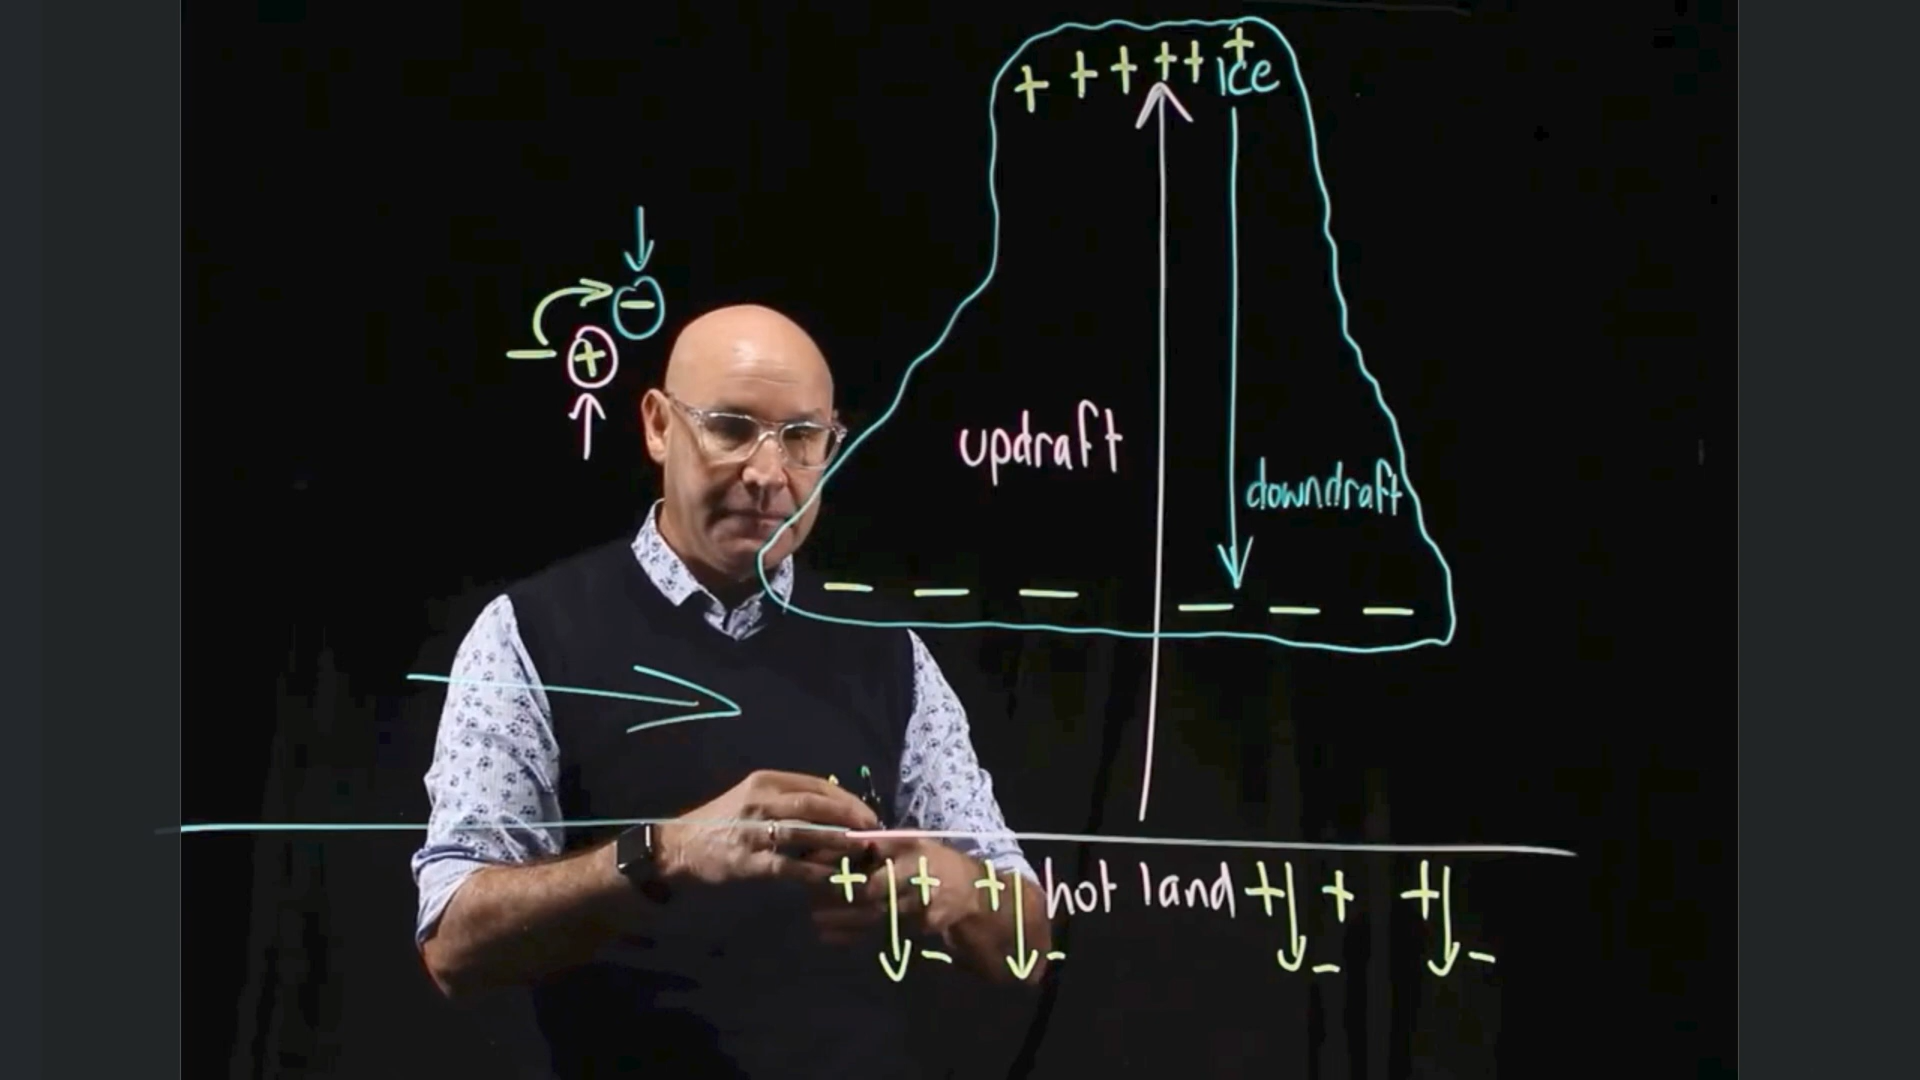 + + + + + +
ice
−
− +
updraft
downdraft
− − − − − −
+ + + hot land + + +
− − − −